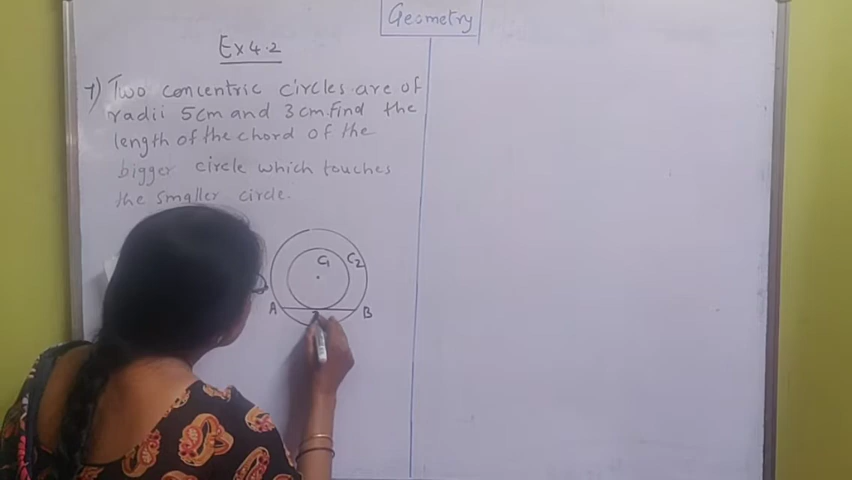 Geometry
Ex 4.2
7) Two concentric circles are of
radii 5cm and 3cm. Find the
length of the chord of the
bigger circle which touches
the smaller circle.
C1 C2
A B